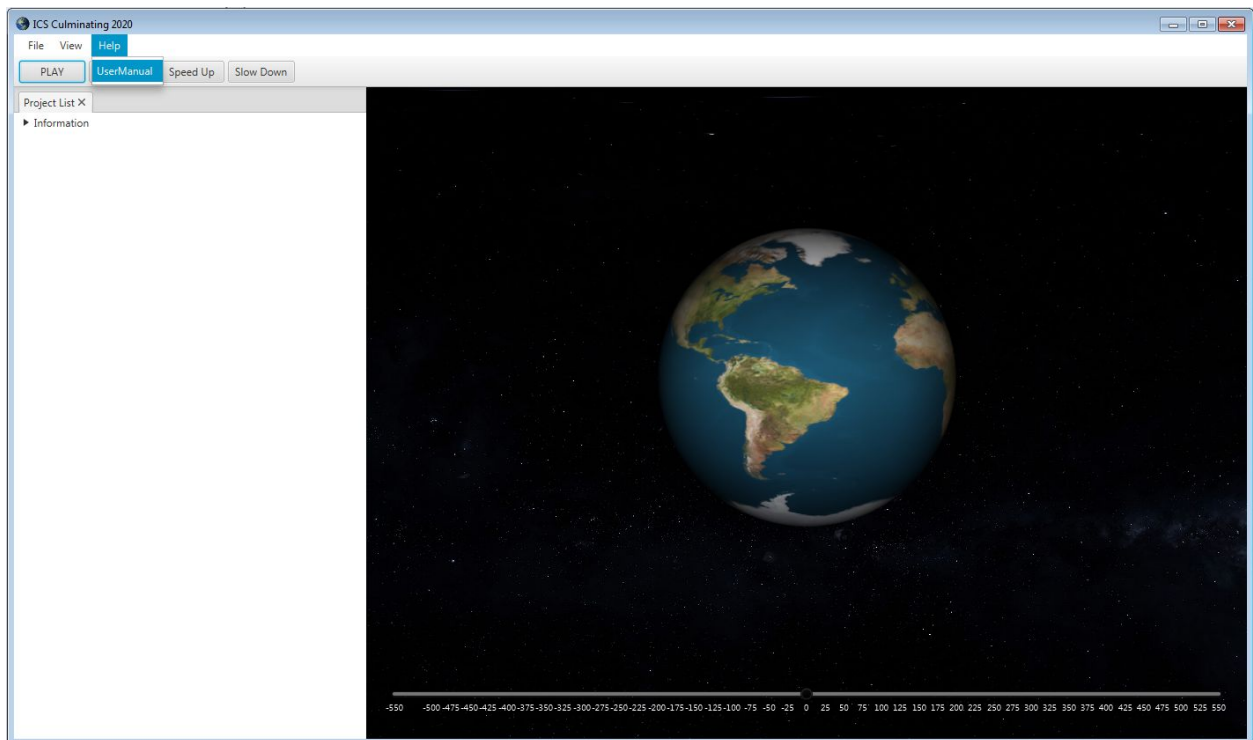 ICS Culminating 2020
File View Help
PLAY UserManual Speed Up Slow Down
Project List
Information
-550 -500 -475 -450 -425 -400 -375 -350 -325 -300 -275 -250 -225 -200 -175 -150 -125 -100 -75 -50 -25 0 25 50 75 100 125 150 175 200 225 250 275 300 325 350 375 400 425 450 475 500 525 550